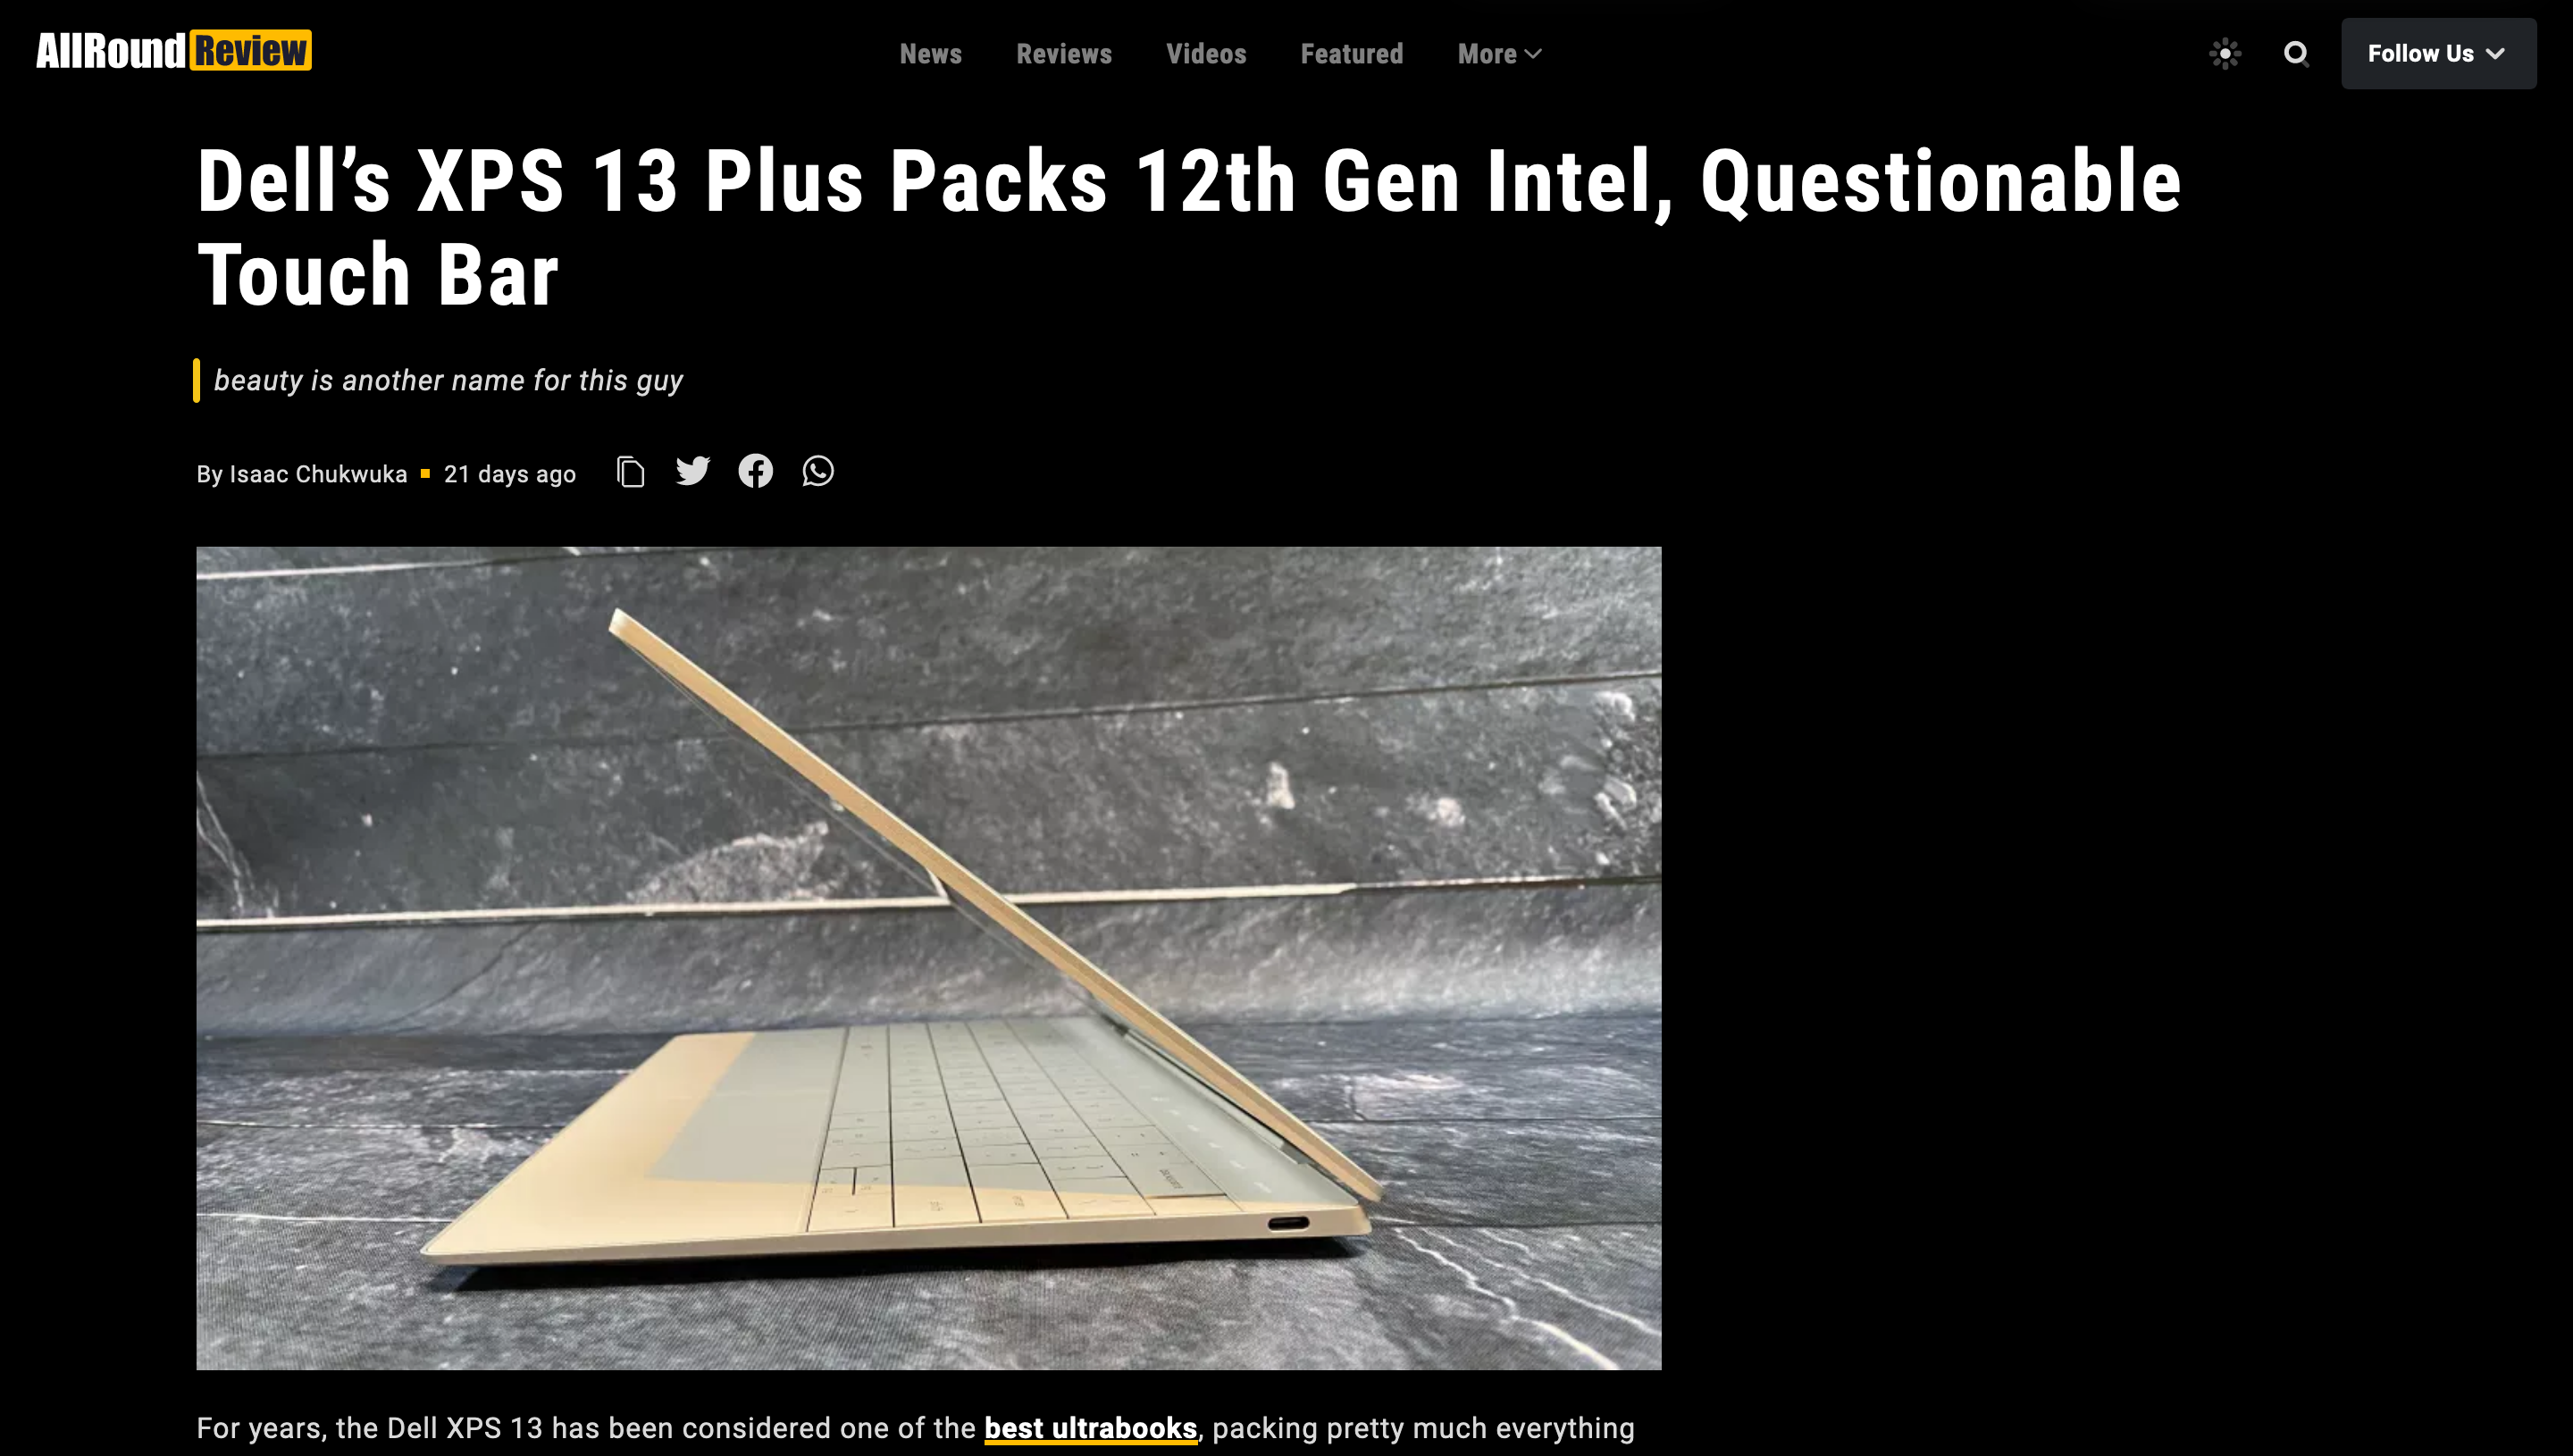 AllRound Review
News Reviews Videos Featured More
Follow Us
Dell’s XPS 13 Plus Packs 12th Gen Intel, Questionable
Touch Bar
beauty is another name for this guy
By Isaac Chukwuka 21 days ago
For years, the Dell XPS 13 has been considered one of the best ultrabooks, packing pretty much everything